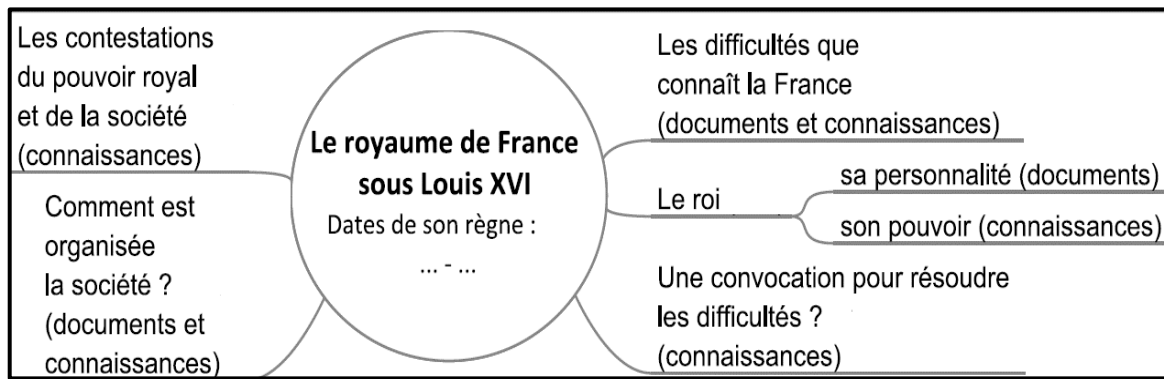 Les contestations
du pouvoir royal
et de la société
(connaissances)
Comment est
organisée
la société ?
(documents et
connaissances)
Le royaume de France
sous Louis XVI
Dates de son règne :
... - ...
Les difficultés que
connaît la France
(documents et connaissances)
Le roi
sa personnalité (documents)
son pouvoir (connaissances)
Une convocation pour résoudre
les difficultés ?
(connaissances)